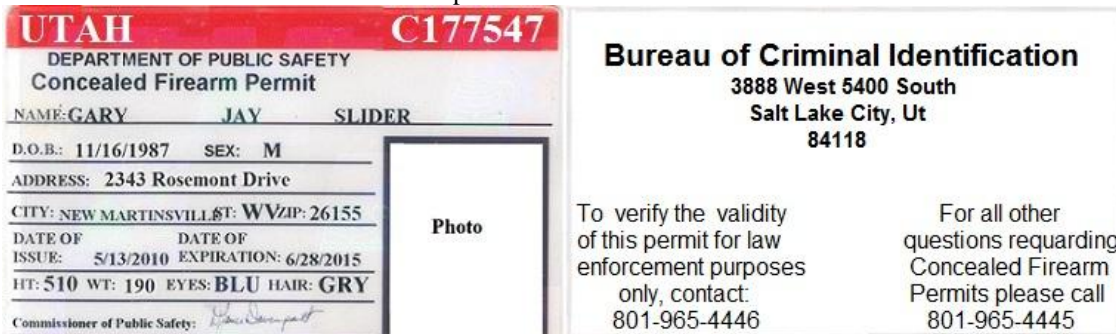 UTAH C177547
DEPARTMENT OF PUBLIC SAFETY
Concealed Firearm Permit
NAME: GARY JAY SLIDER
D.O.B.: 11/16/1987 SEX: M
ADDRESS: 2343 Rosemont Drive
CITY: NEW MARTINSVILLE ST: WV ZIP: 26155
DATE OF DATE OF
ISSUE: 5/13/2010 EXPIRATION: 6/28/2015
HT: 510 WT: 190 EYES: BLU HAIR: GRY
Commissioner of Public Safety:
Photo
Bureau of Criminal Identification
3888 West 5400 South
Salt Lake City, Ut
84118
To verify the validity
of this permit for law
enforcement purposes
only, contact:
801-965-4446
For all other
questions requarding
Concealed Firearm
Permits please call
801-965-4445